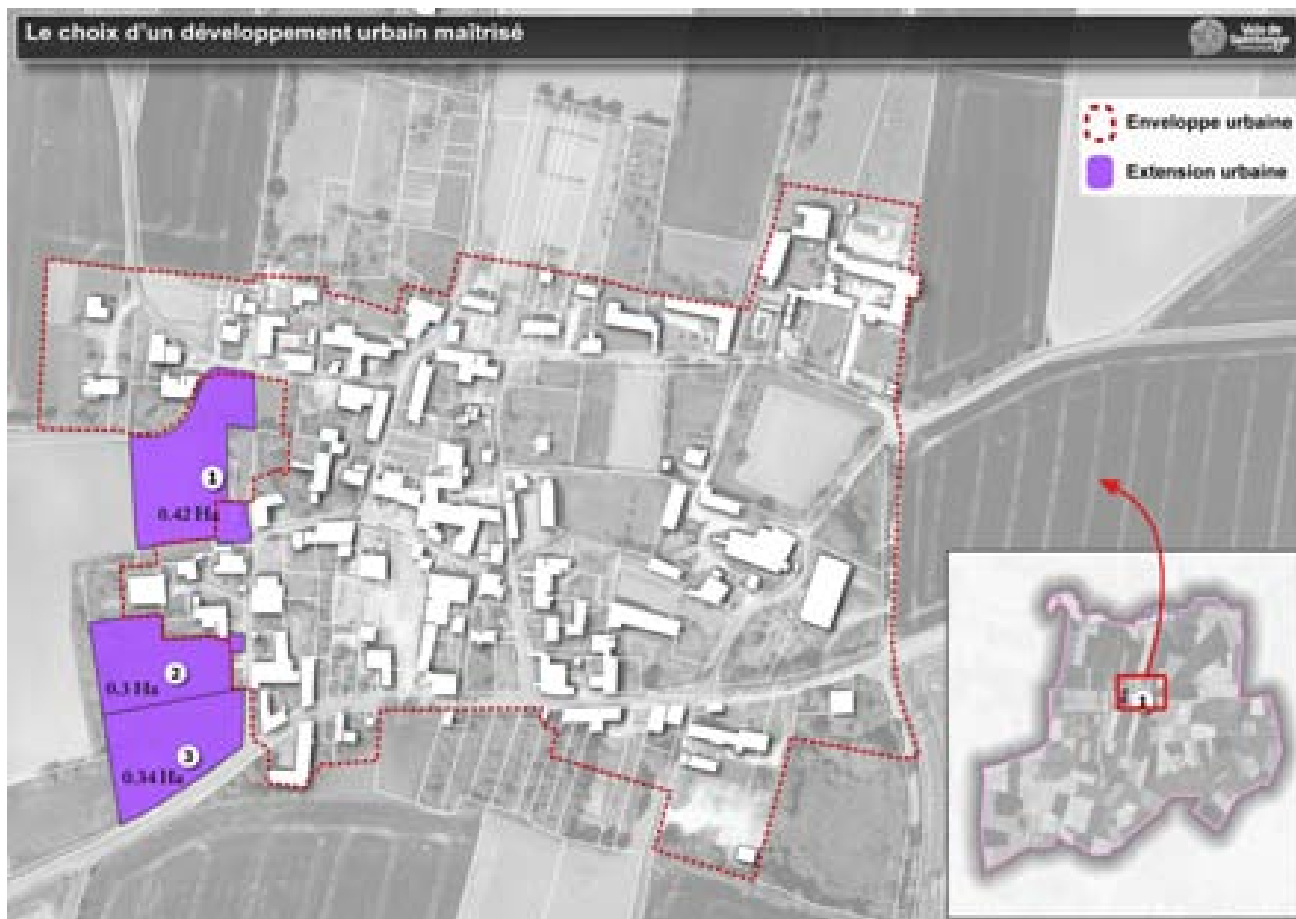 Le choix d'un développement urbain maîtrisé
Enveloppe urbaine
Extension urbaine
1
0.42 Ha
2
0.3 Ha
3
0.34 Ha